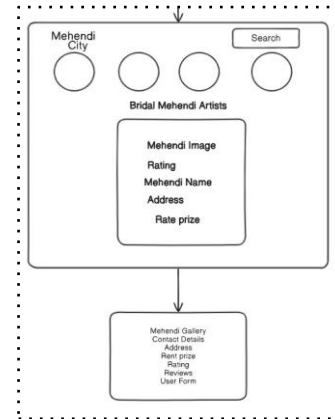 Mehendi
City
Search
Bridal Mehendi Artists
Mehendi Image
Rating
Mehendi Name
Address
Rate prize
Mehendi Gallery
Contact Details
Address
Rent prize
Rating
Reviews
User Form